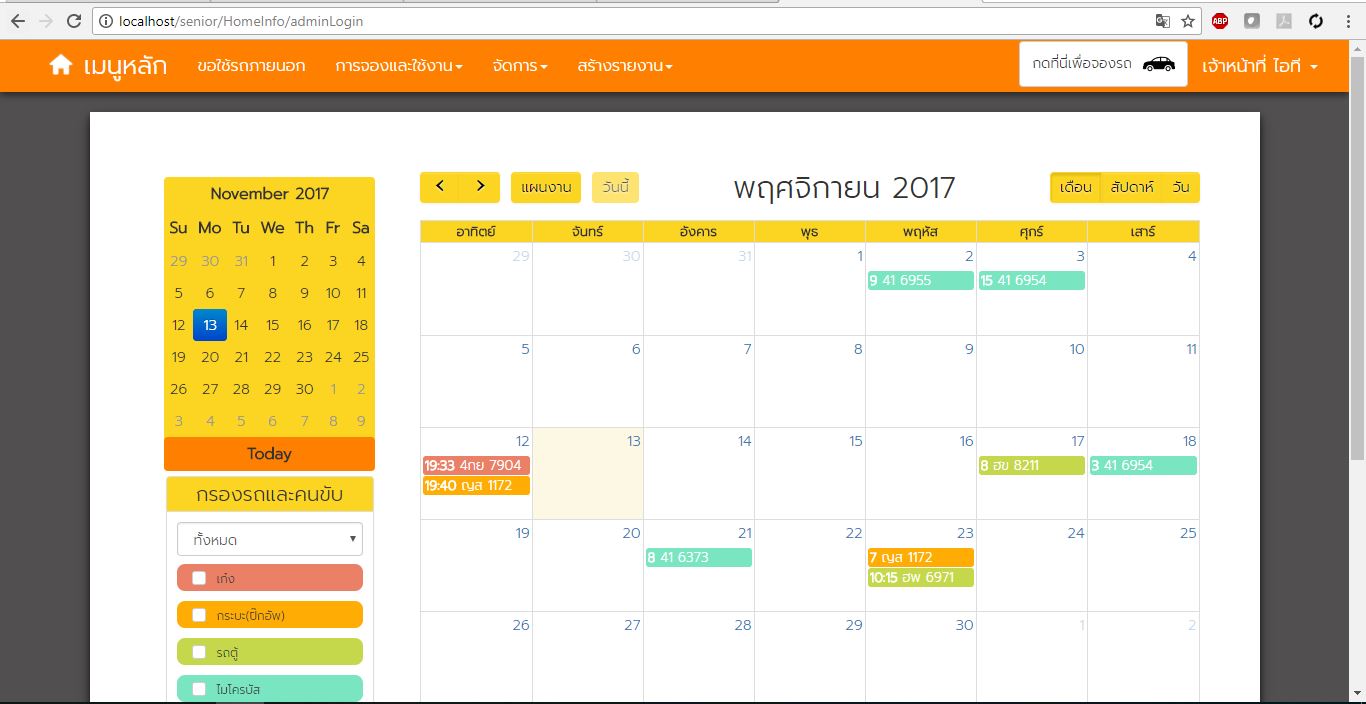 localhost/senior/HomeInfo/adminLogin
ABP
เมนูหลัก ขอใช้รถภายนอก การจองและใช้งาน จัดการ สร้างรายงาน กดที่นี่เพื่อจองรถ เจ้าหน้าที่ ไอที
November 2017
Su Mo Tu We Th Fr Sa
29 30 31 1 2 3 4
5 6 7 8 9 10 11
12 13 14 15 16 17 18
19 20 21 22 23 24 25
26 27 28 29 30 1 2
3 4 5 6 7 8 9
Today
กรองรถและคนขับ
ทั้งหมด
เก๋ง
กระบะ(ปิ๊กอัพ)
รถตู้
ไมโครบัส
แผนงาน วันนี้ พฤศจิกายน 2017 เดือน สัปดาห์ วัน
อาทิตย์ จันทร์ อังคาร พุธ พฤหัส ศุกร์ เสาร์
29 30 31 1 2 3 4
9 41 6955 15 41 6954
5 6 7 8 9 10 11
12 13 14 15 16 17 18
19:33 4กย 7904 8 ฮข 8211 3 41 6954
19:40 ญส 1172
19 20 21 22 23 24 25
8 41 6373 7 ญส 1172
10:15 ฮพ 6971
26 27 28 29 30 1 2